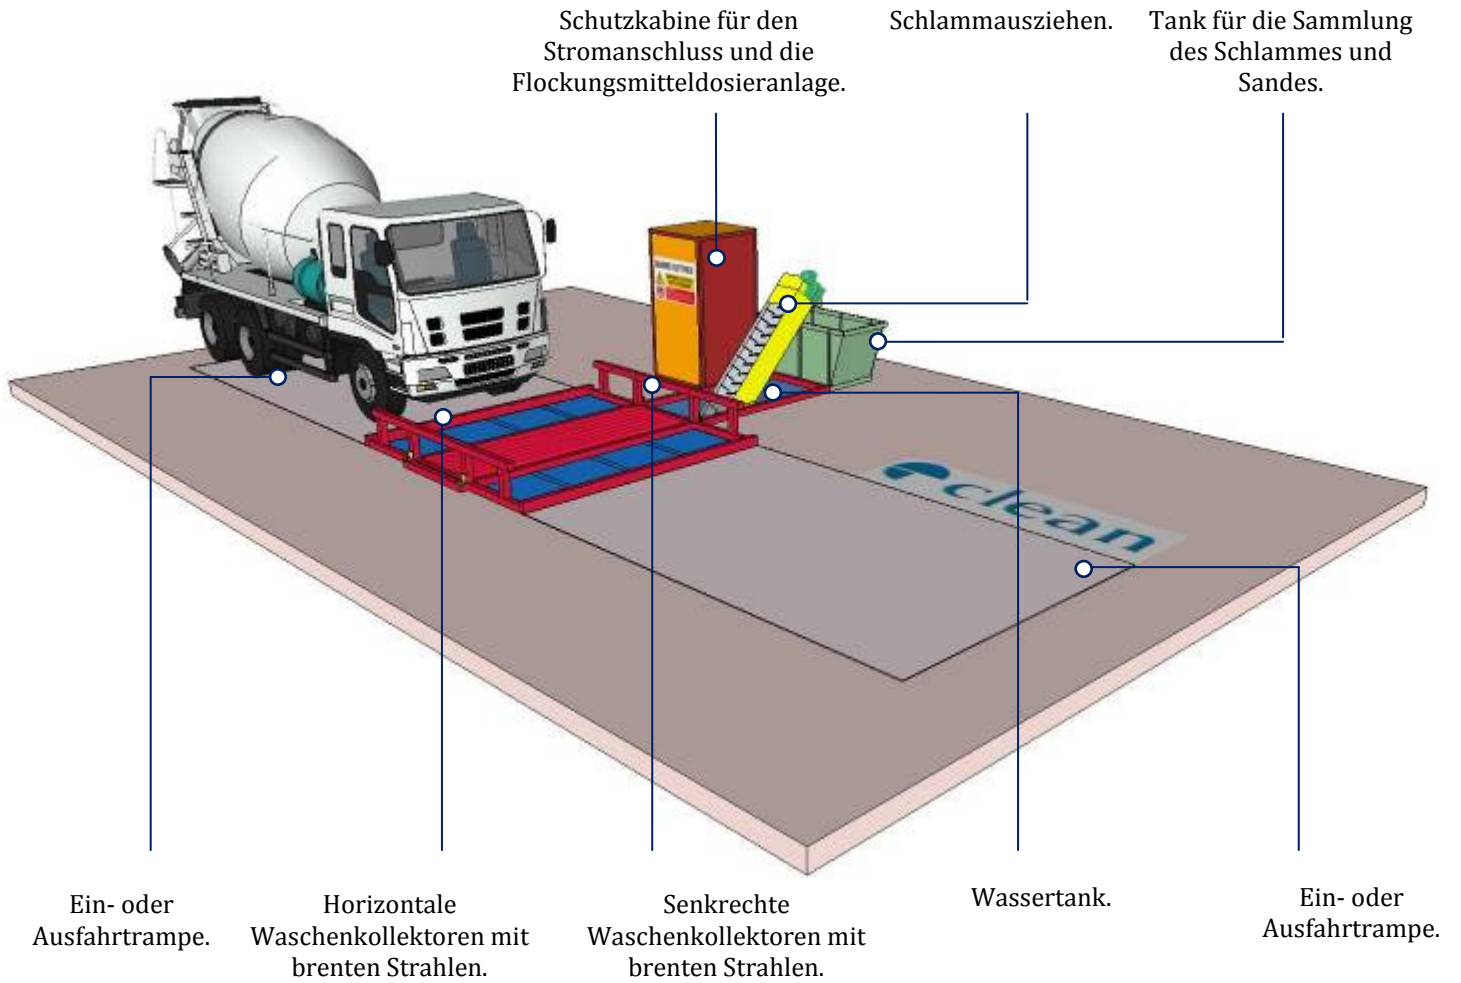 Schutzkabine für den
Stromanschluss und die
Flockungsmitteldosieranlage.
Schlammausziehen.
Tank für die Sammlung
des Schlammes und
Sandes.
clean
Ein- oder
Ausfahrtrampe.
Horizontale
Waschenkollektoren mit
brenten Strahlen.
Senkrechte
Waschenkollektoren mit
brenten Strahlen.
Wassertank.
Ein- oder
Ausfahrtrampe.